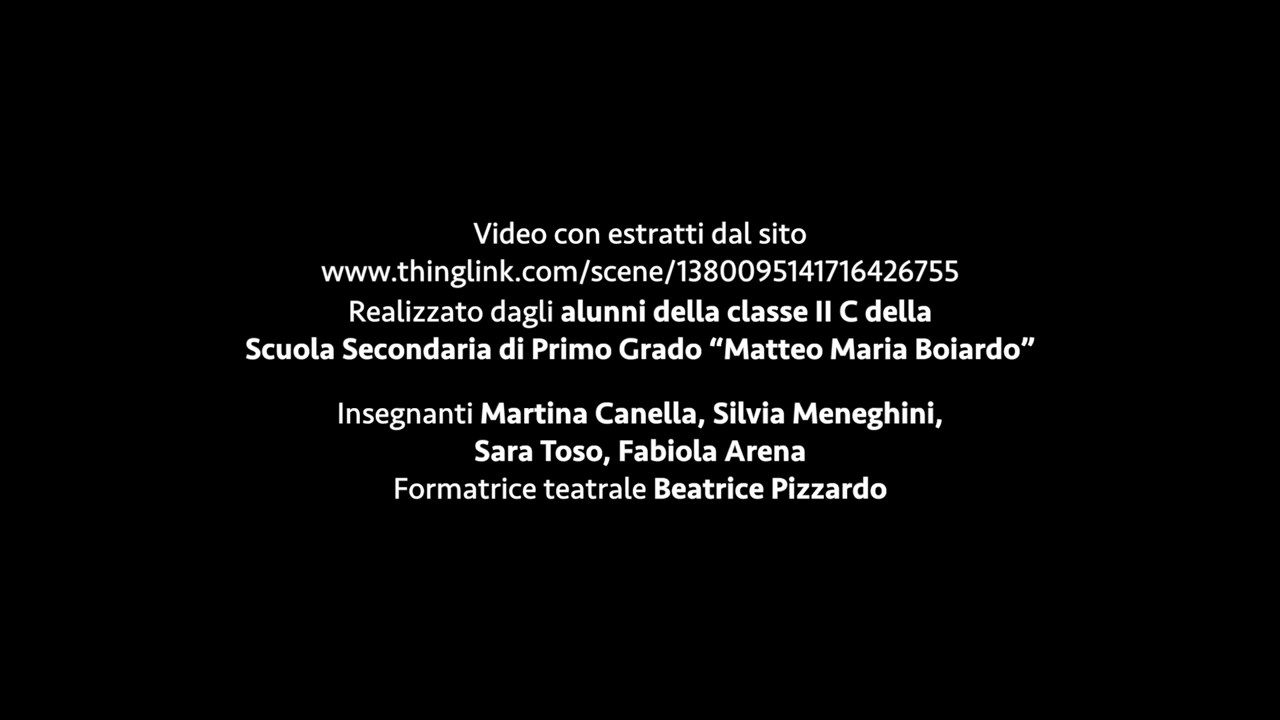 Video con estratti dal sito
www.thinglink.com/scene/1380095141716426755
Realizzato dagli alunni della classe II C della
Scuola Secondaria di Primo Grado “Matteo Maria Boiardo”
Insegnanti Martina Canella, Silvia Meneghini,
Sara Toso, Fabiola Arena
Formatrice teatrale Beatrice Pizzardo